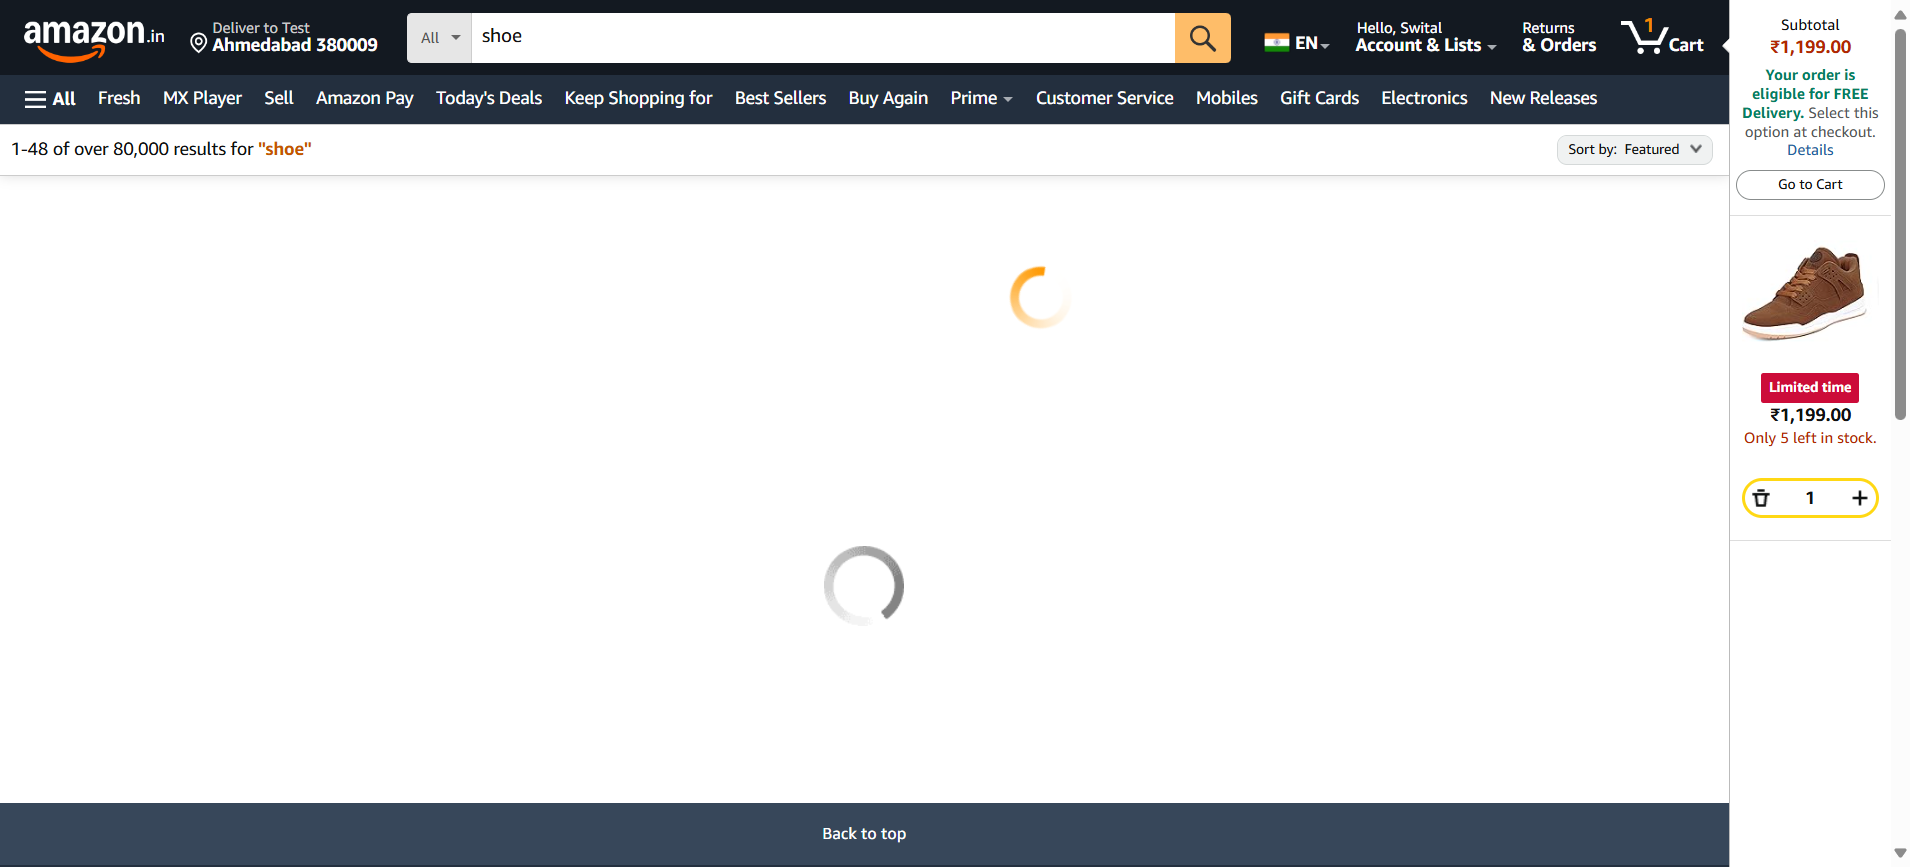 amazon.in
Deliver to Test
Ahmedabad 380009
All
shoe
EN
Hello, Swital
Account & Lists
Returns
& Orders
1
Cart
All
Fresh
MX Player
Sell
Amazon Pay
Today's Deals
Keep Shopping for
Best Sellers
Buy Again
Prime
Customer Service
Mobiles
Gift Cards
Electronics
New Releases
1-48 of over 80,000 results for "shoe"
Sort by: Featured
Subtotal
₹1,199.00
Your order is
eligible for FREE
Delivery. Select this
option at checkout.
Details
Go to Cart
Limited time
₹1,199.00
Only 5 left in stock.
1
Back to top